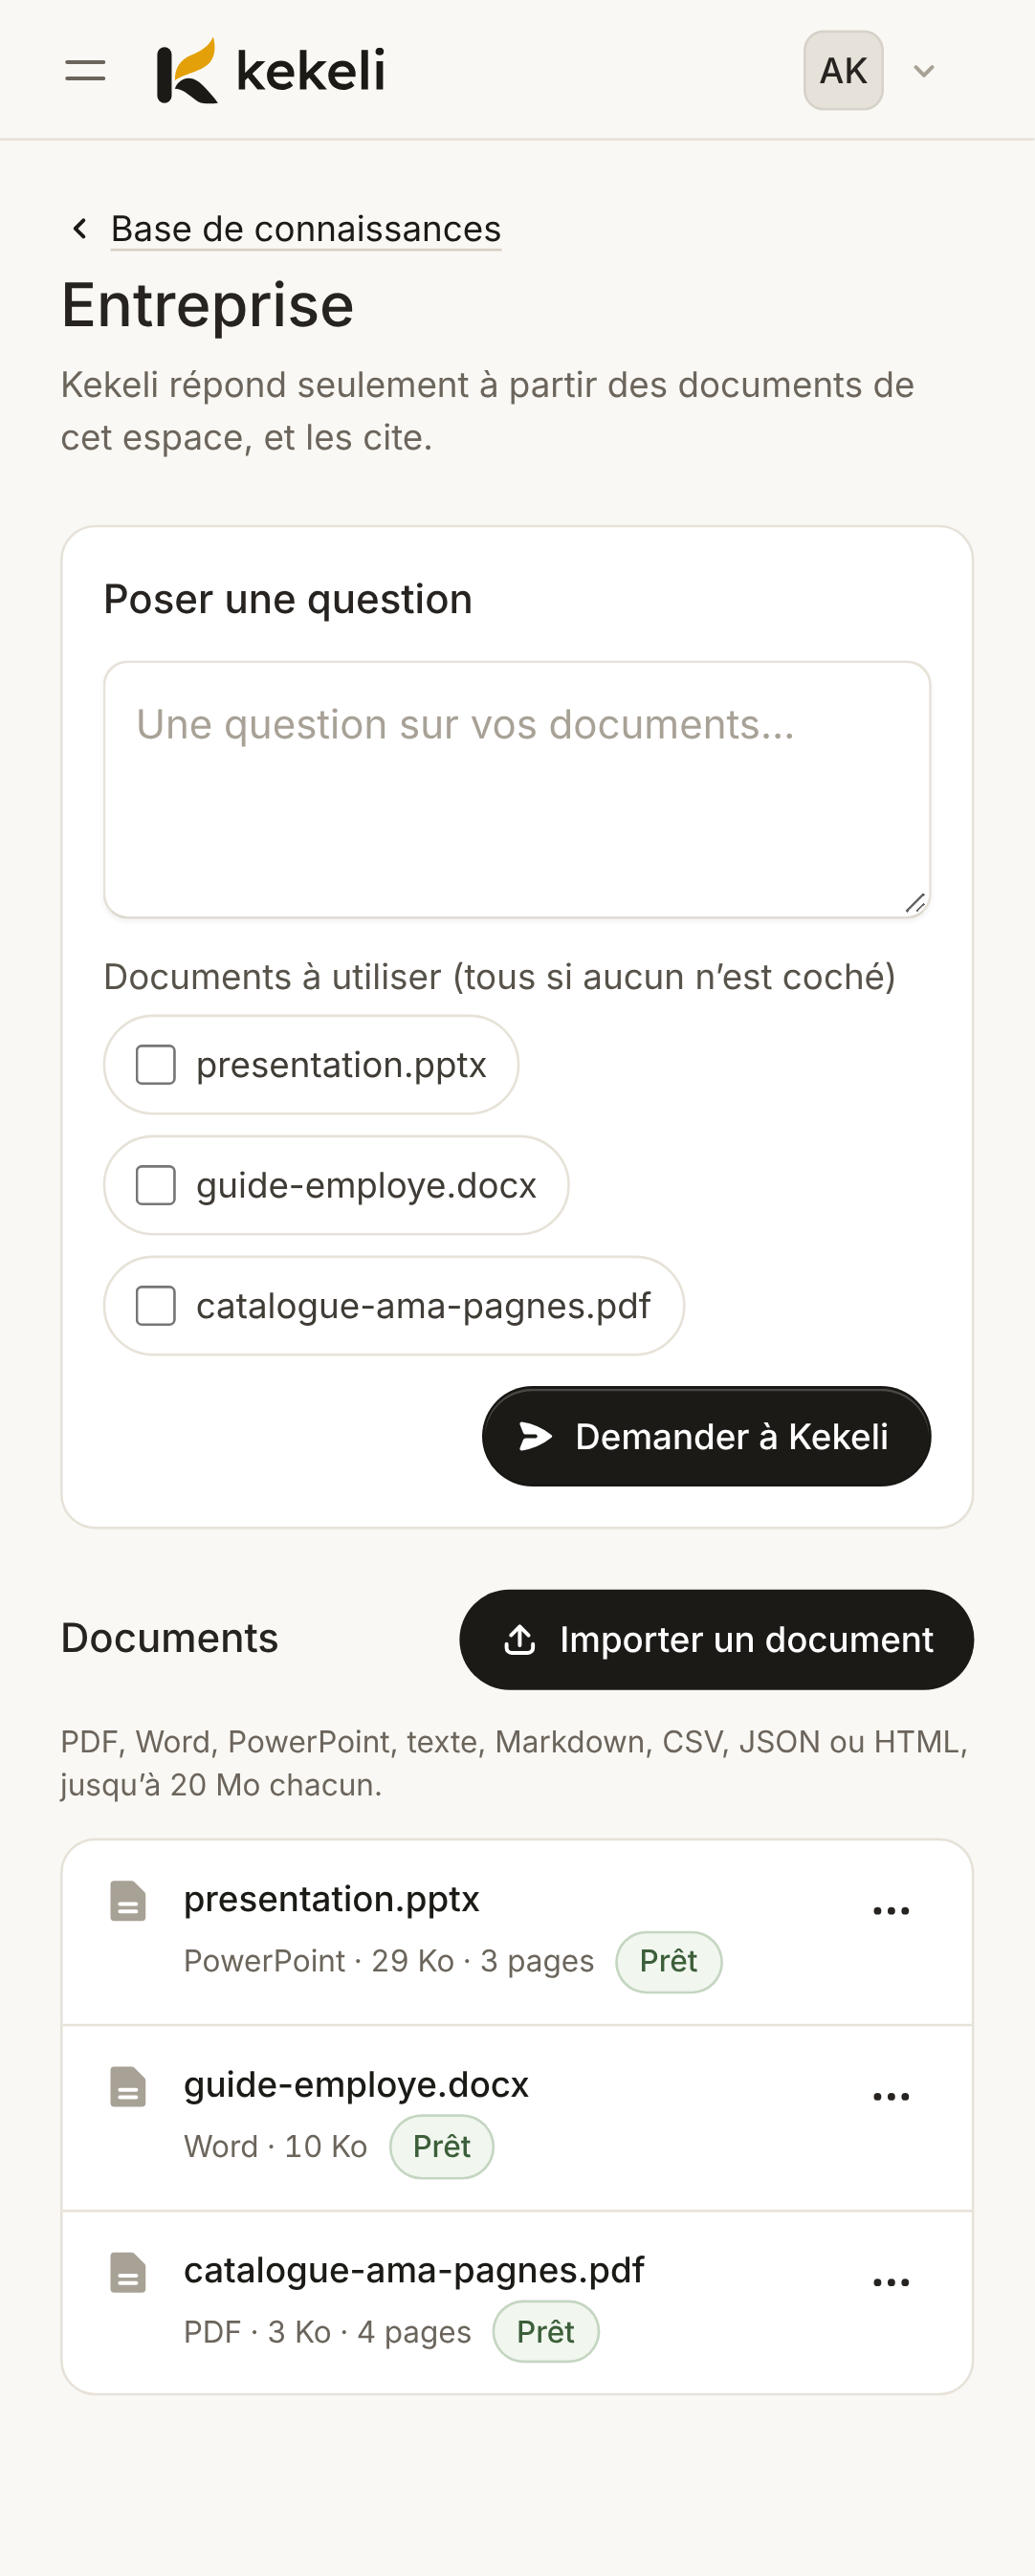 kekeli
AK
Base de connaissances
Entreprise
Kekeli répond seulement à partir des documents de
cet espace, et les cite.
Poser une question
Une question sur vos documents…
Documents à utiliser (tous si aucun n’est coché)
presentation.pptx
guide-employe.docx
catalogue-ama-pagnes.pdf
Demander à Kekeli
Documents
Importer un document
PDF, Word, PowerPoint, texte, Markdown, CSV, JSON ou HTML,
jusqu’à 20 Mo chacun.
presentation.pptx
PowerPoint · 29 Ko · 3 pages Prêt
guide-employe.docx
Word · 10 Ko Prêt
catalogue-ama-pagnes.pdf
PDF · 3 Ko · 4 pages Prêt